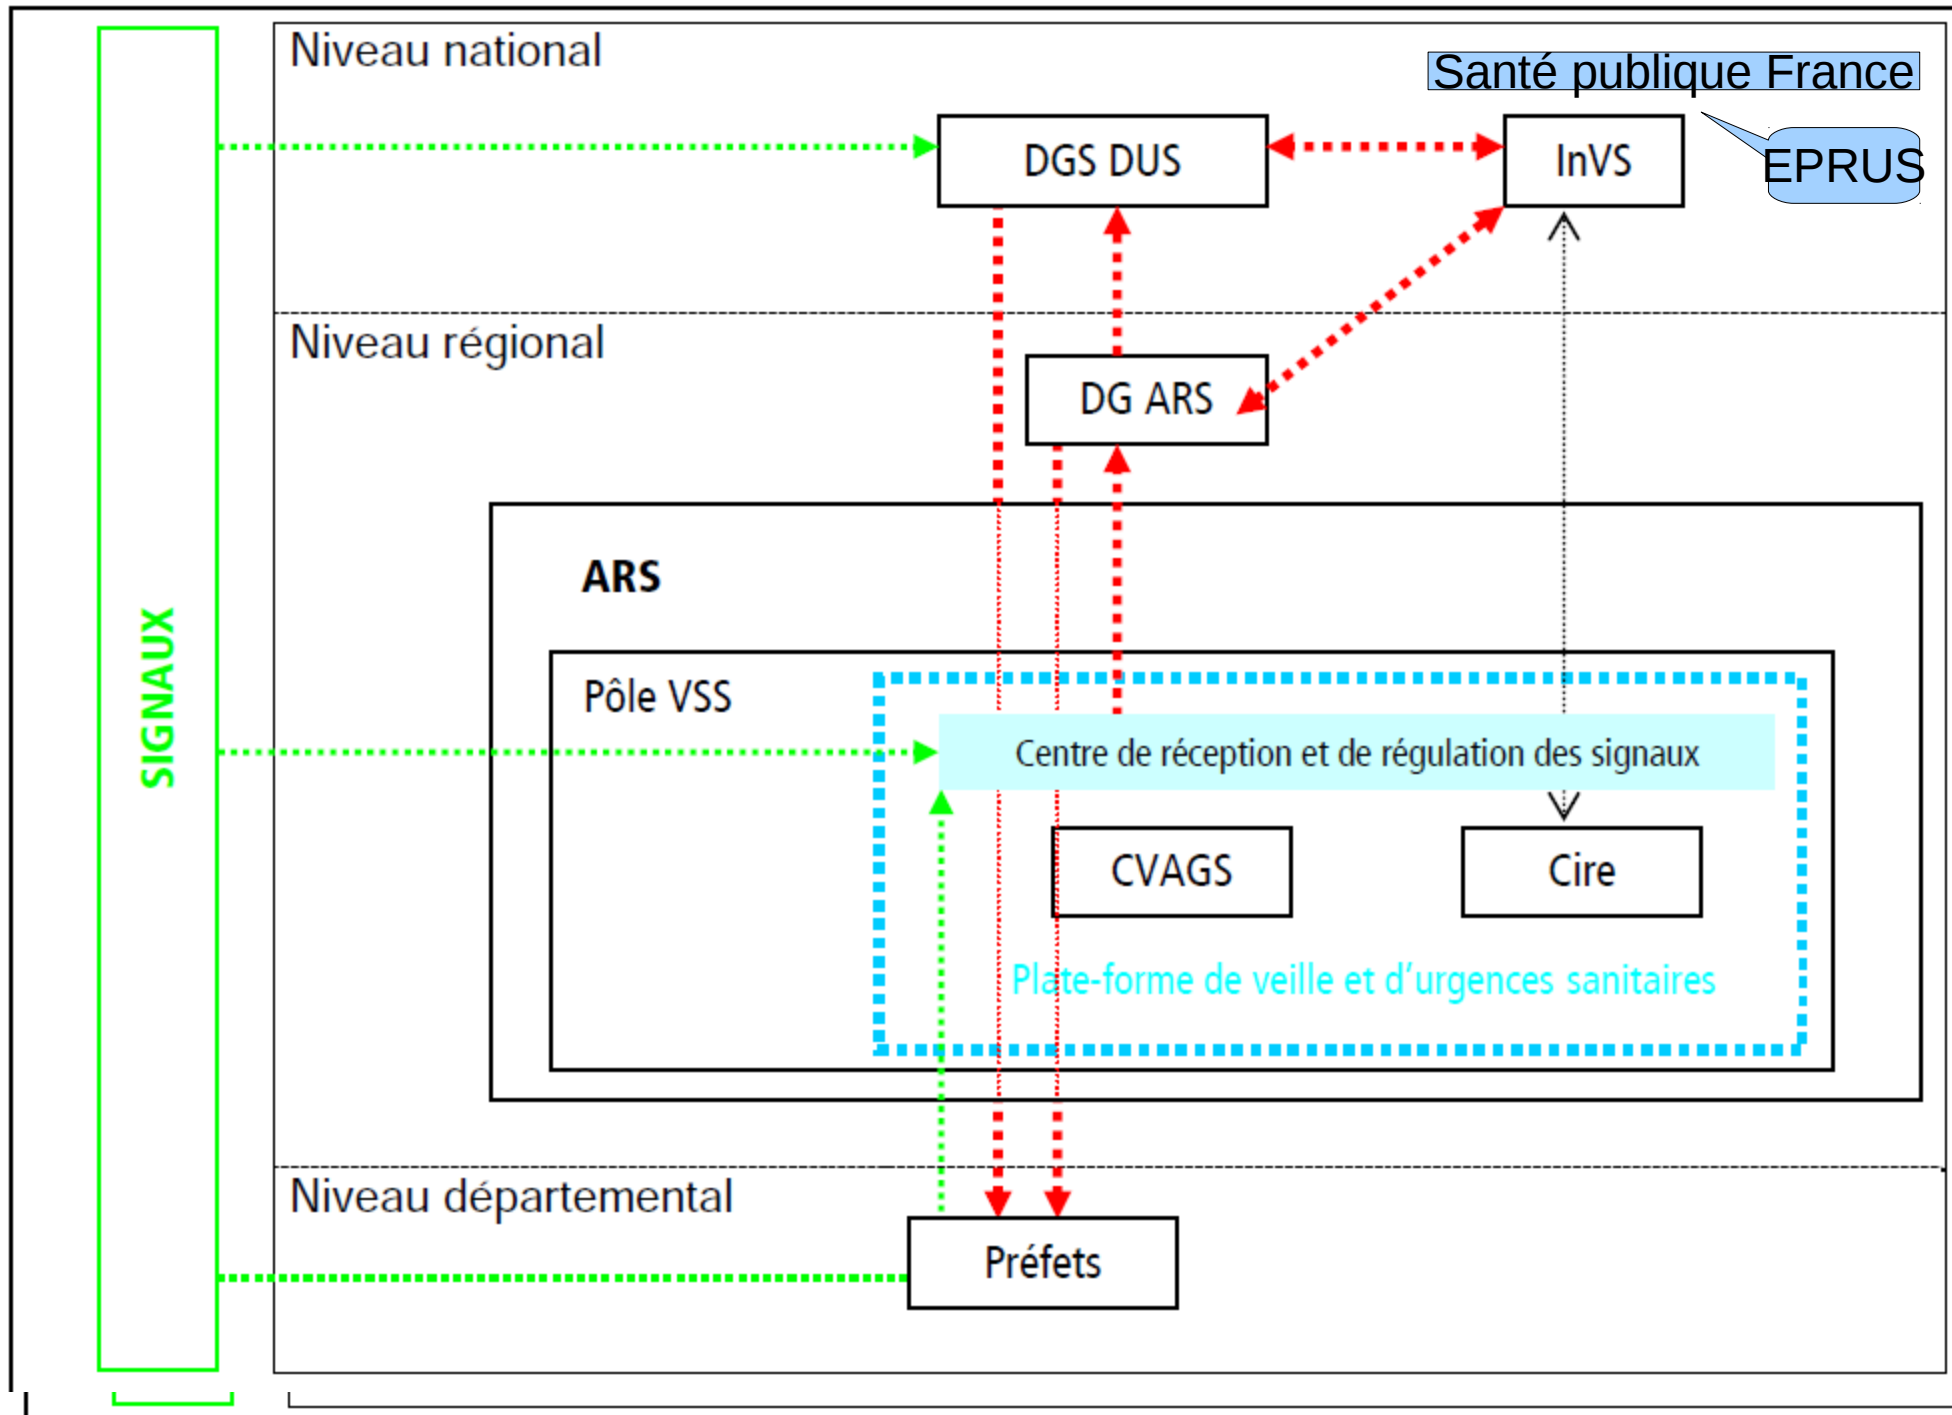 Niveau national
Santé publique France
DGS DUS
InVS
EPRUS
Niveau régional
DG ARS
ARS
SIGNAUX
Pôle VSS
Centre de réception et de régulation des signaux
CVAGS
Cire
Plate-forme de veille et d’urgences sanitaires
Niveau départemental
Préfets